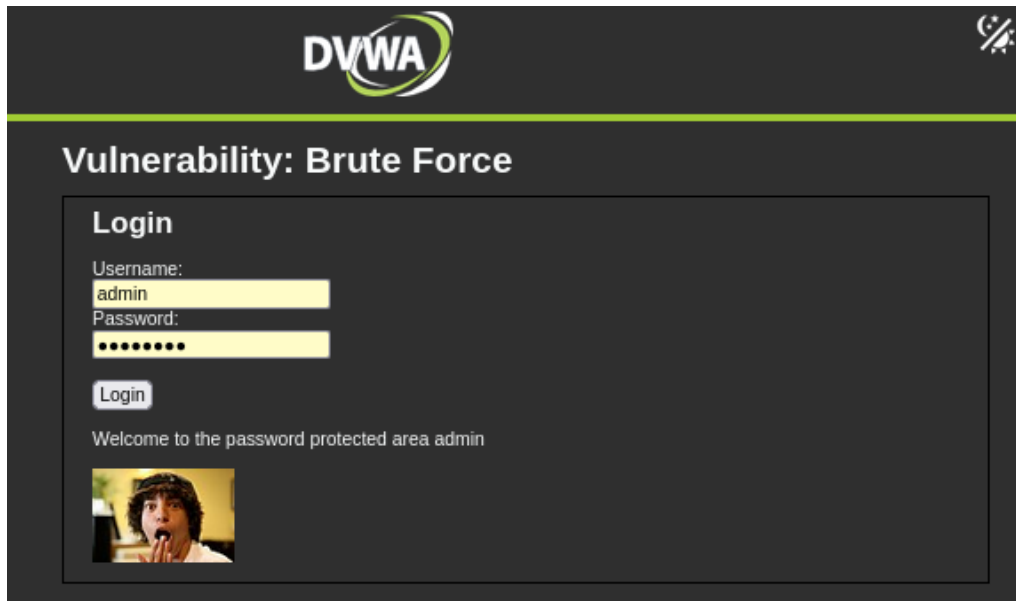 DVWA
Vulnerability: Brute Force
Login
Username:
admin
Password:
••••••••
Login
Welcome to the password protected area admin